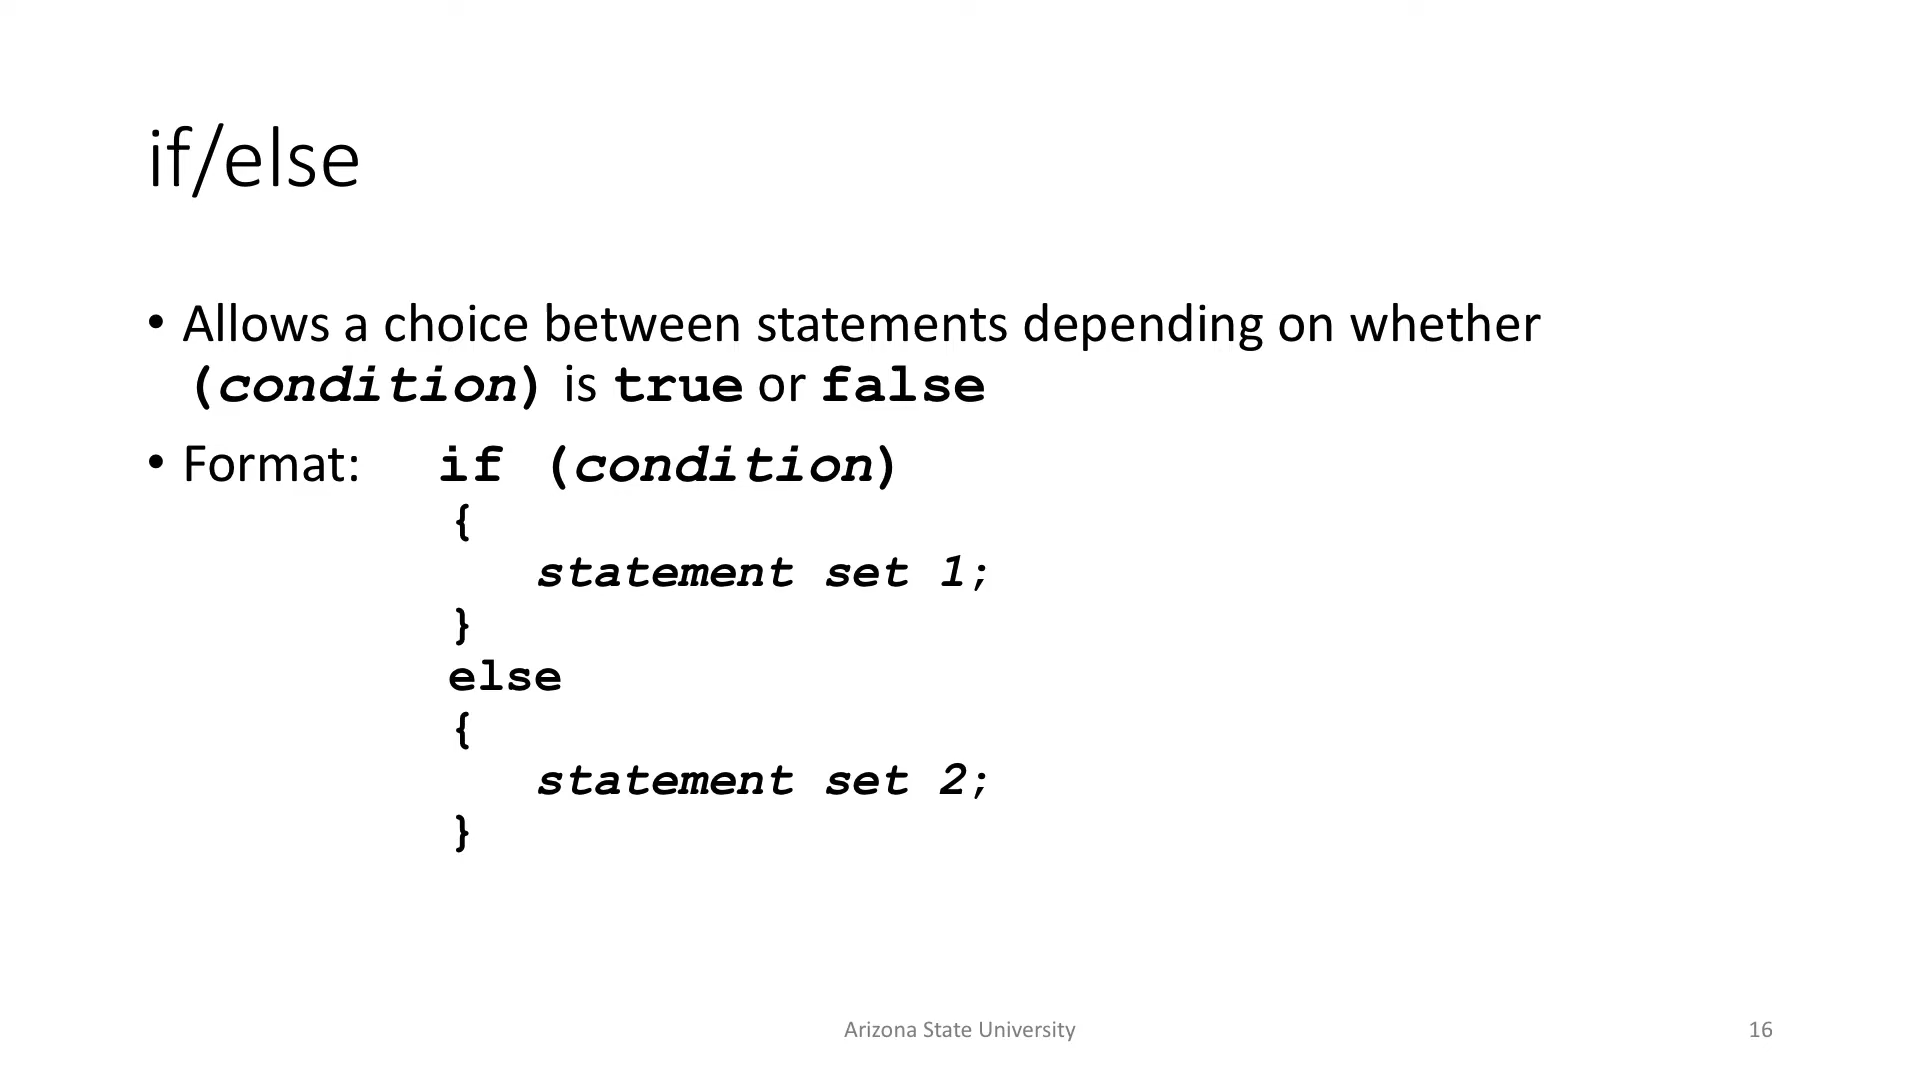 if/else
• Allows a choice between statements depending on whether
(condition) is true or false
• Format: if (condition)
{
statement set 1;
}
else
{
statement set 2;
}
Arizona State University
16